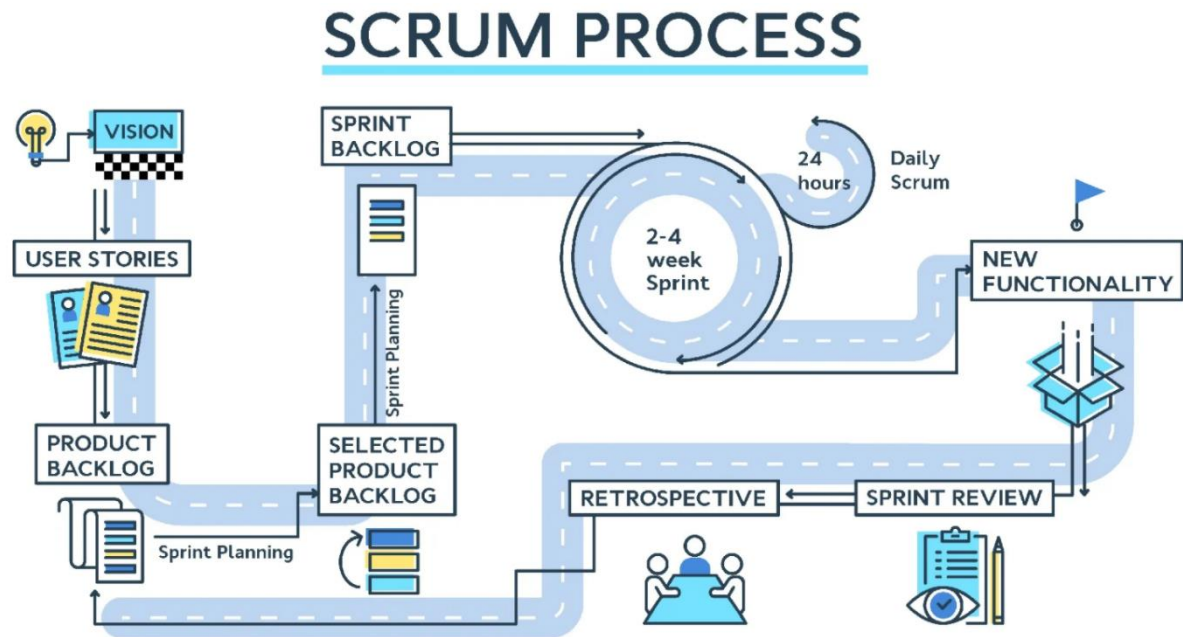 SCRUM PROCESS
VISION
USER STORIES
PRODUCT
BACKLOG
Sprint Planning
SELECTED
PRODUCT
BACKLOG
Sprint Planning
SPRINT
BACKLOG
2-4
week
Sprint
24
hours
Daily
Scrum
NEW
FUNCTIONALITY
SPRINT REVIEW
RETROSPECTIVE